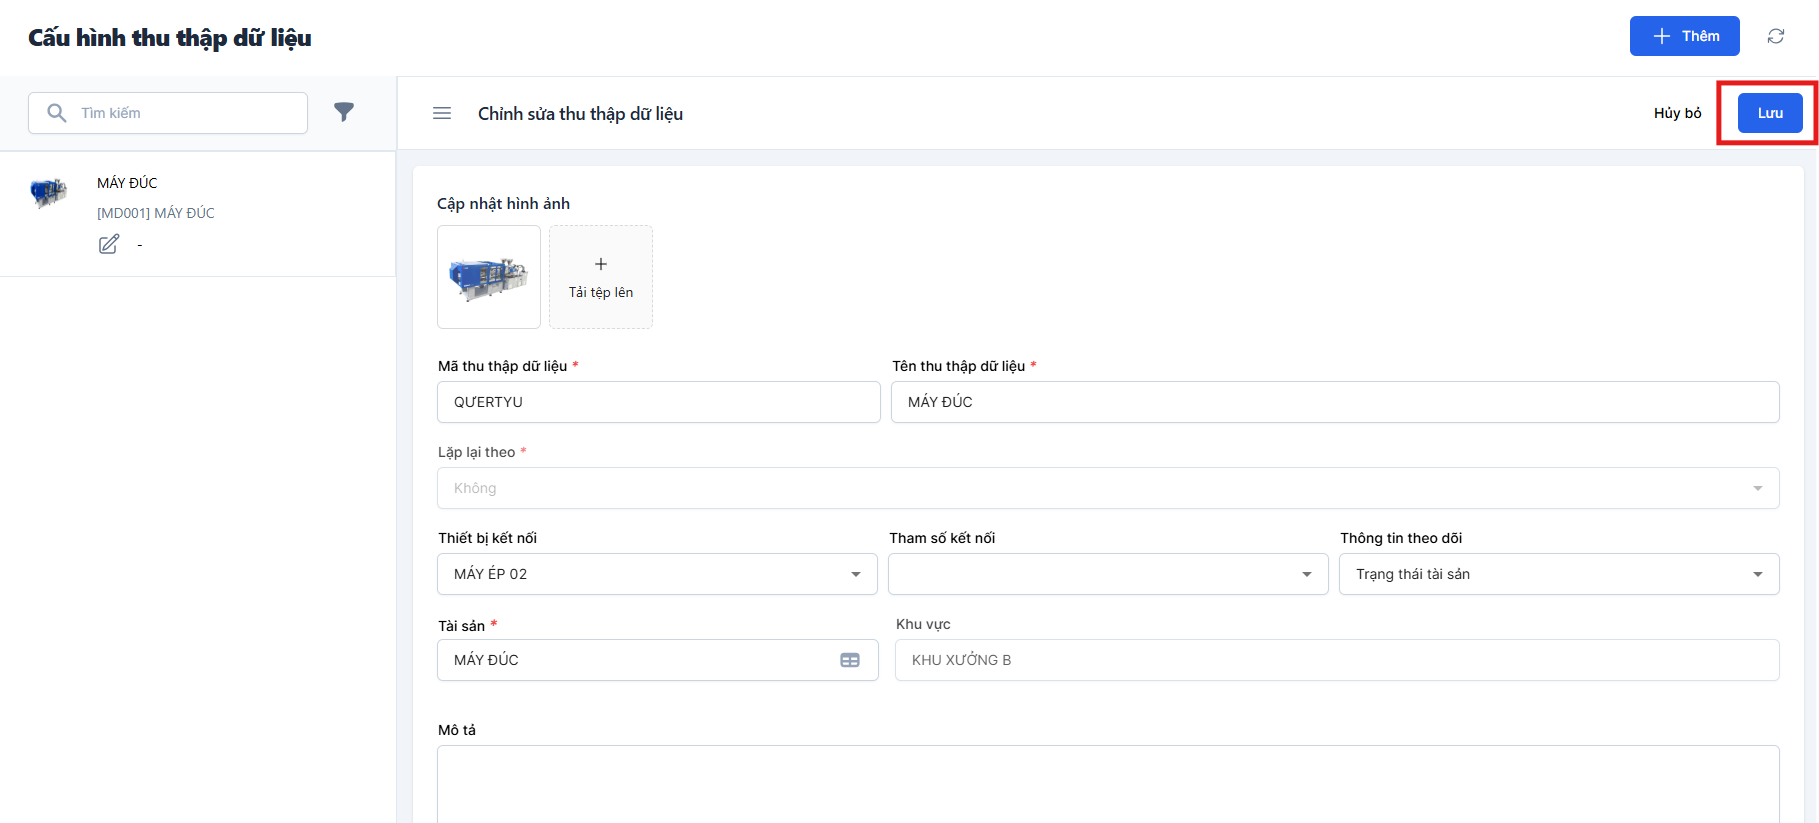 Cấu hình thu thập dữ liệu
Thêm
Tìm kiếm
MÁY ĐÚC
[MD001] MÁY ĐÚC
-
Chỉnh sửa thu thập dữ liệu
Hủy bỏ
Lưu
Cập nhật hình ảnh
Tải tệp lên
Mã thu thập dữ liệu *
Tên thu thập dữ liệu *
QƯERTYU
MÁY ĐÚC
Lặp lại theo *
Không
Thiết bị kết nối
Tham số kết nối
Thông tin theo dõi
MÁY ÉP 02
Trạng thái tài sản
Tài sản *
Khu vực
MÁY ĐÚC
KHU XƯỞNG B
Mô tả